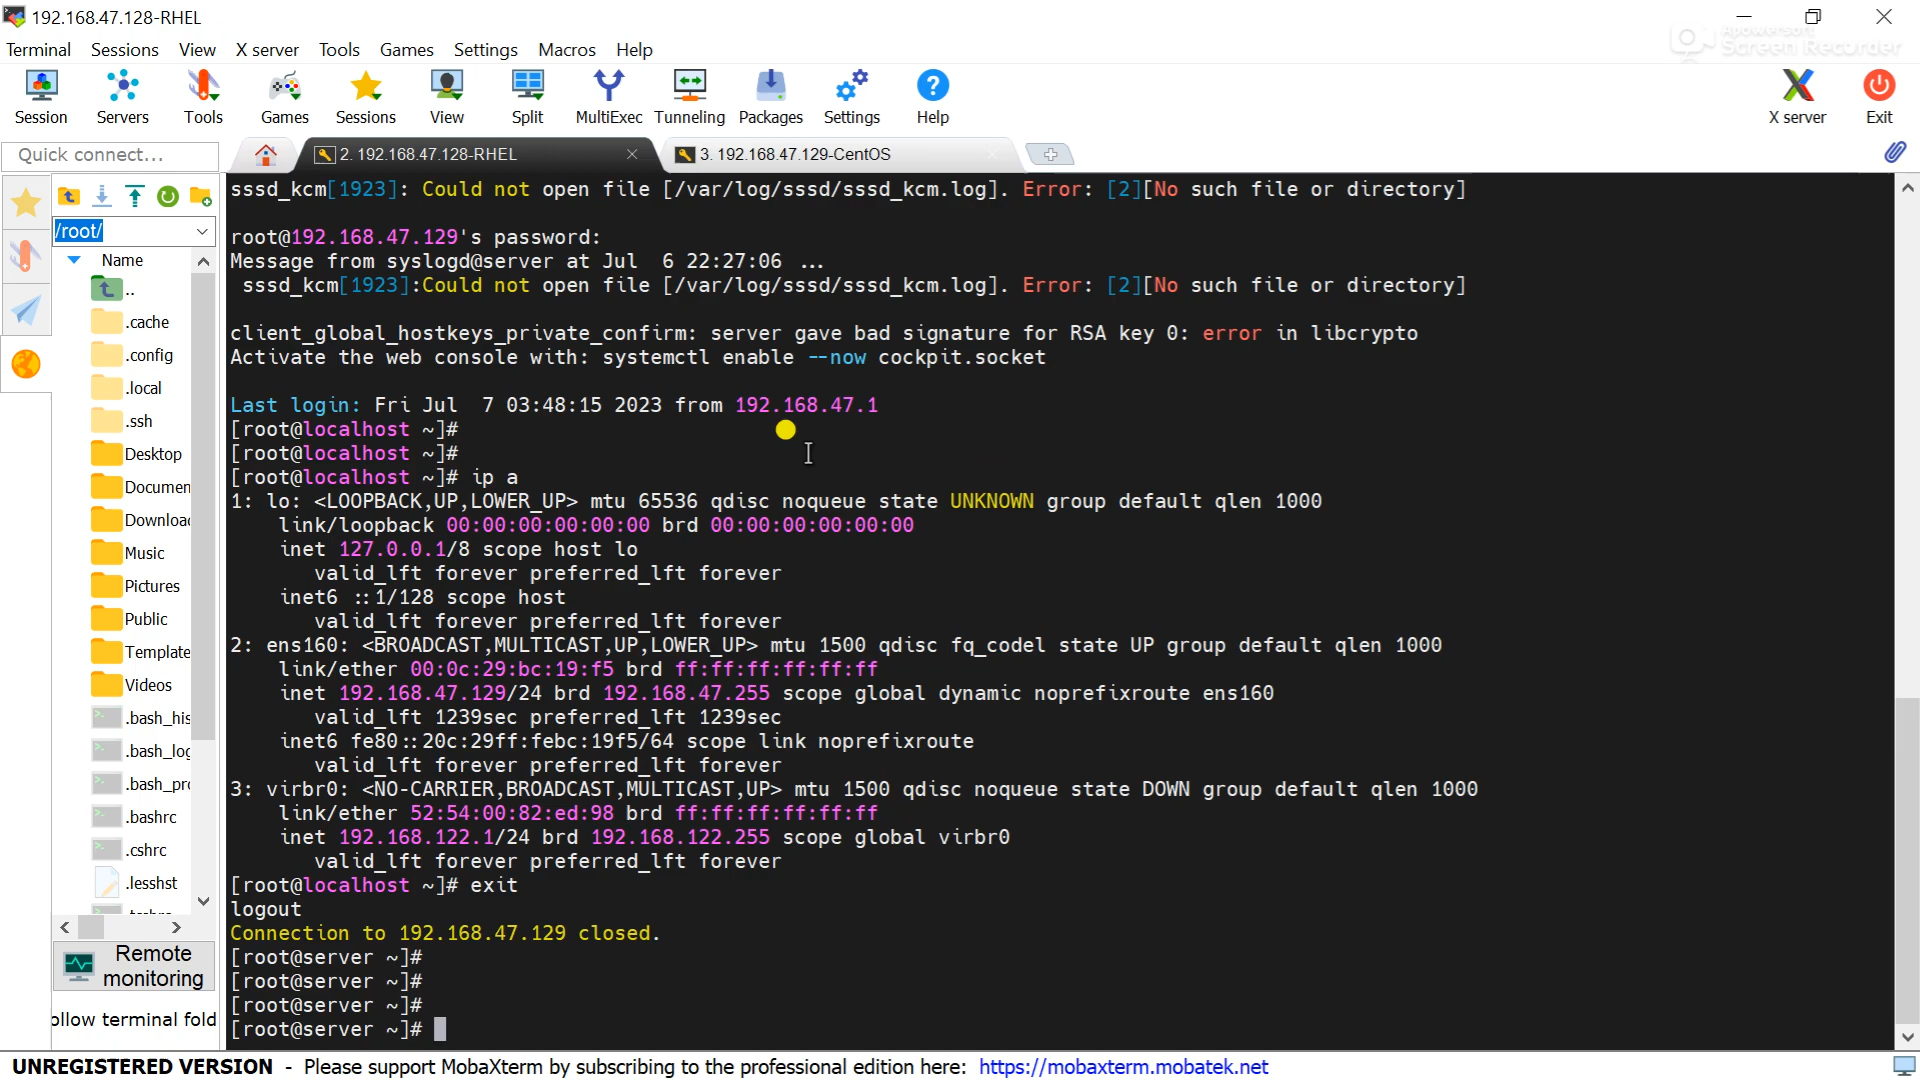 192.168.47.128-RHEL
Apowersoft
Screen Recorder
Terminal Sessions View X server Tools Games Settings Macros Help
Session Servers Tools Games Sessions View Split MultiExec Tunneling Packages Settings Help X server Exit
Quick connect...
2. 192.168.47.128-RHEL
3. 192.168.47.129-CentOS
/root/
Name
..
.cache
.config
.local
.ssh
Desktop
Documen
Downloa
Music
Pictures
Public
Template
Videos
.bash_his
.bash_log
.bash_pro
.bashrc
.cshrc
.lesshst
Remote
monitoring
ollow terminal fold
sssd_kcm[1923]: Could not open file [/var/log/sssd/sssd_kcm.log]. Error: [2][No such file or directory]
root@192.168.47.129's password:
Message from syslogd@server at Jul  6 22:27:06 ...
 sssd_kcm[1923]:Could not open file [/var/log/sssd/sssd_kcm.log]. Error: [2][No such file or directory]
client_global_hostkeys_private_confirm: server gave bad signature for RSA key 0: error in libcrypto
Activate the web console with: systemctl enable --now cockpit.socket
Last login: Fri Jul  7 03:48:15 2023 from 192.168.47.1
[root@localhost ~]#
[root@localhost ~]#
[root@localhost ~]# ip a
1: lo: <LOOPBACK,UP,LOWER_UP> mtu 65536 qdisc noqueue state UNKNOWN group default qlen 1000
    link/loopback 00:00:00:00:00:00 brd 00:00:00:00:00:00
    inet 127.0.0.1/8 scope host lo
       valid_lft forever preferred_lft forever
    inet6 ::1/128 scope host
       valid_lft forever preferred_lft forever
2: ens160: <BROADCAST,MULTICAST,UP,LOWER_UP> mtu 1500 qdisc fq_codel state UP group default qlen 1000
    link/ether 00:0c:29:bc:19:f5 brd ff:ff:ff:ff:ff:ff
    inet 192.168.47.129/24 brd 192.168.47.255 scope global dynamic noprefixroute ens160
       valid_lft 1239sec preferred_lft 1239sec
    inet6 fe80::20c:29ff:febc:19f5/64 scope link noprefixroute
       valid_lft forever preferred_lft forever
3: virbr0: <NO-CARRIER,BROADCAST,MULTICAST,UP> mtu 1500 qdisc noqueue state DOWN group default qlen 1000
    link/ether 52:54:00:82:ed:98 brd ff:ff:ff:ff:ff:ff
    inet 192.168.122.1/24 brd 192.168.122.255 scope global virbr0
       valid_lft forever preferred_lft forever
[root@localhost ~]# exit
logout
Connection to 192.168.47.129 closed.
[root@server ~]#
[root@server ~]#
[root@server ~]#
[root@server ~]#
UNREGISTERED VERSION - Please support MobaXterm by subscribing to the professional edition here: https://mobaxterm.mobatek.net